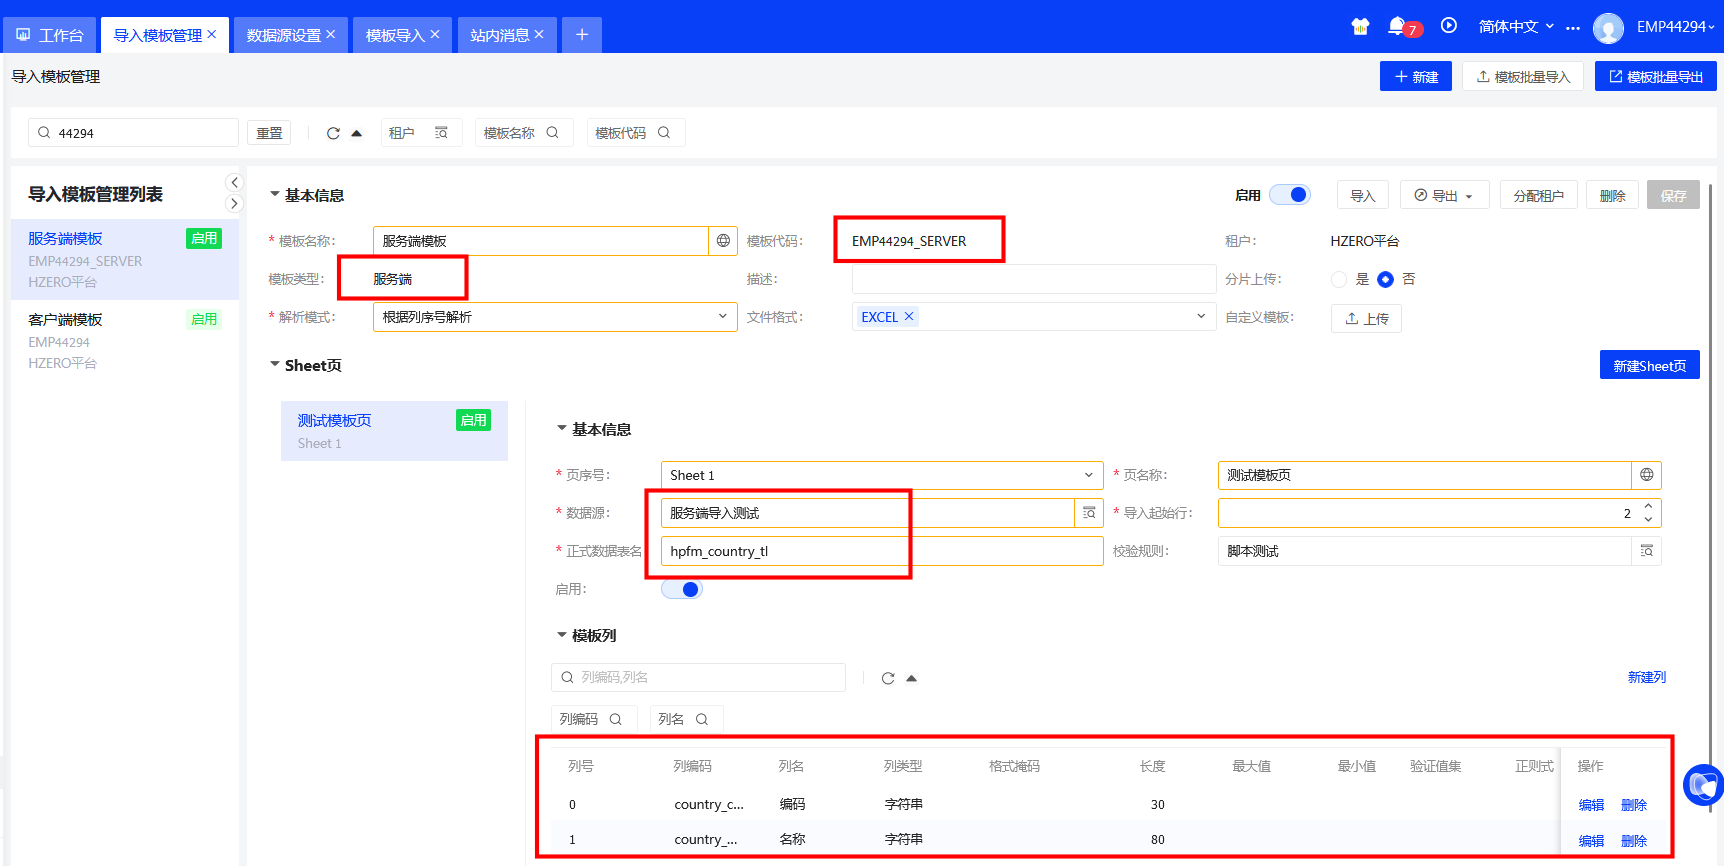 工作台 导入模板管理 × 数据源设置 × 模板导入 × 站内消息 × + 7 简体中文 ... EMP44294
导入模板管理 + 新建 模板批量导入 模板批量导出
44294 重置 租户 模板名称 模板代码
导入模板管理列表
服务端模板 启用
EMP44294_SERVER
HZERO平台
客户端模板 启用
EMP44294
HZERO平台
基本信息 启用 导入 导出 分配租户 删除 保存
* 模板名称: 服务端模板 模板代码: EMP44294_SERVER 租户: HZERO平台
模板类型: 服务端 描述: 分片上传: 是 否
* 解析模式: 根据列序号解析 文件格式: EXCEL × 自定义模板: 上传
Sheet页 新建Sheet页
测试模板页 启用
Sheet 1
基本信息
* 页序号: Sheet 1 * 页名称: 测试模板页
* 数据源: 服务端导入测试 * 导入起始行: 2
* 正式数据表名 hpfm_country_tl 校验规则: 脚本测试
启用:
模板列
列编码,列名 新建列
列编码 列名
列号 列编码 列名 列类型 格式掩码 长度 最大值 最小值 验证值集 正则式 操作
0 country_c... 编码 字符串 30 编辑 删除
1 country_... 名称 字符串 80 编辑 删除